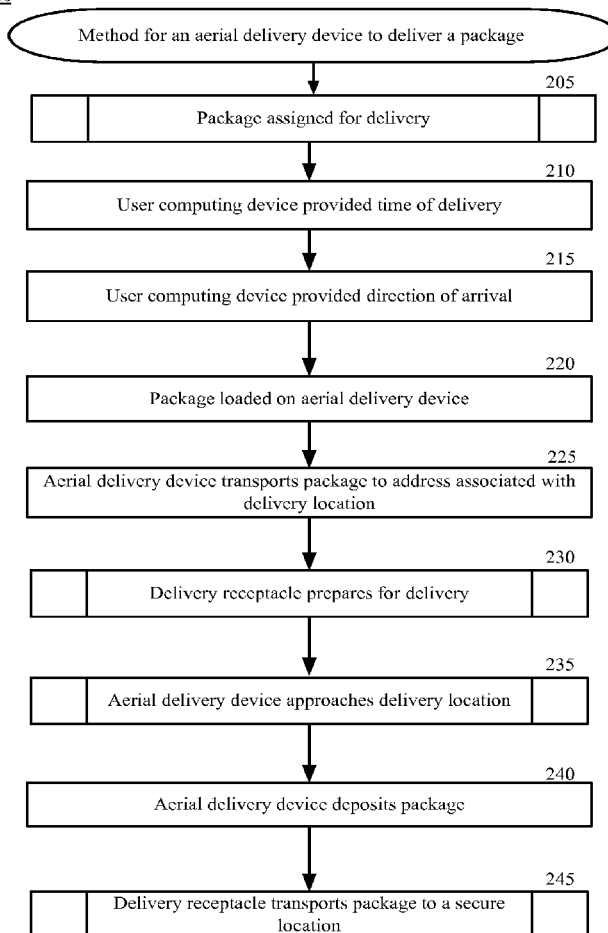 Method for an aerial delivery device to deliver a package
205
Package assigned for delivery
210
User computing device provided time of delivery
215
User computing device provided direction of arrival
220
Package loaded on aerial delivery device
225
Aerial delivery device transports package to address associated with
delivery location
230
Delivery receptacle prepares for delivery
235
Aerial delivery device approaches delivery location
240
Aerial delivery device deposits package
245
Delivery receptacle transports package to a secure
location